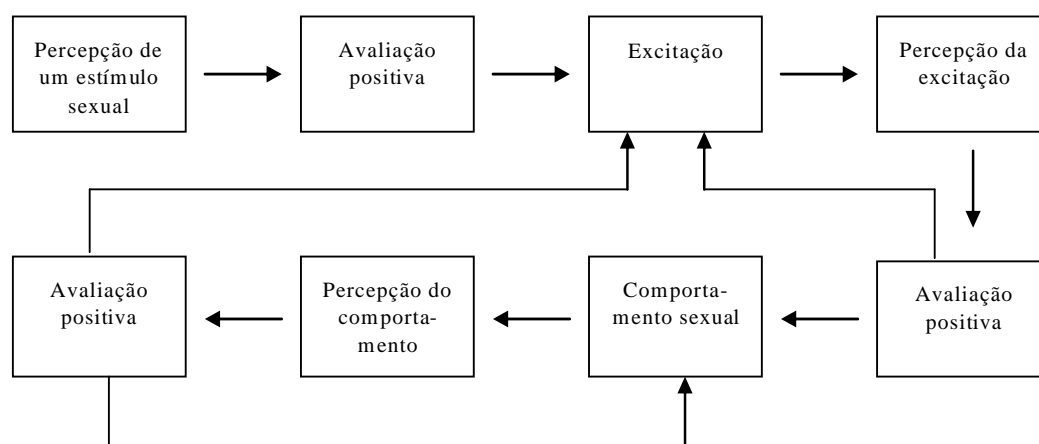 Percepção de
um estímulo
sexual
Avaliação
positiva
Excitação
Percepção da
excitação
Avaliação
positiva
Percepção do
comporta-
mento
Comporta-
mento sexual
Avaliação
positiva